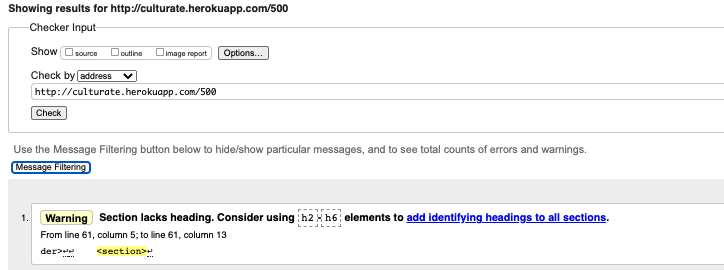 Showing results for http://culturate.herokuapp.com/500
Checker Input
Show source outline image report Options...
Check by address
http://culturate.herokuapp.com/500
Check
Use the Message Filtering button below to hide/show particular messages, and to see total counts of errors and warnings.
Message Filtering
1. Warning Section lacks heading. Consider using h2-h6 elements to add identifying headings to all sections.
From line 61, column 5; to line 61, column 13
der>↩↩ <section>↩